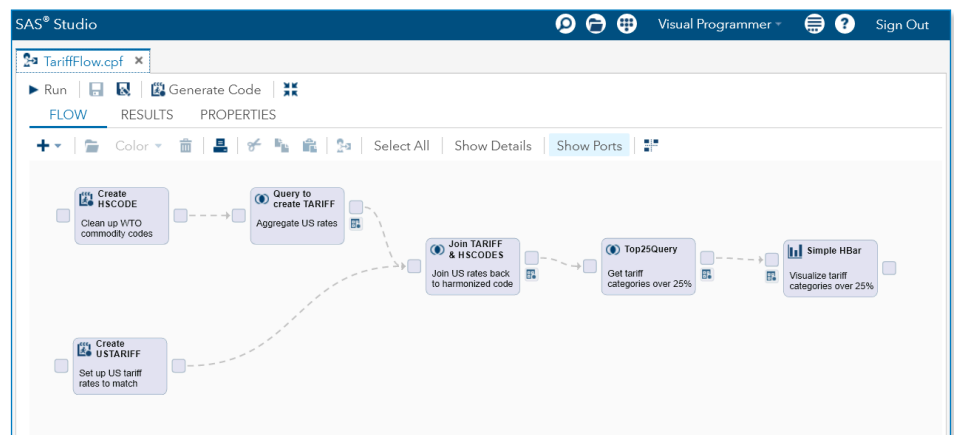 SAS® Studio
Visual Programmer
Sign Out
TariffFlow.cpf
Run
Generate Code
FLOW
RESULTS
PROPERTIES
Color
Select All
Show Details
Show Ports
Create
HSCODE
Clean up WTO
commodity codes
Query to
create TARIFF
Aggregate US rates
Join TARIFF
& HSCODES
Join US rates back
to harmonized code
Top25Query
Get tariff
categories over 25%
Simple HBar
Visualize tariff
categories over 25%
Create
USTARIFF
Set up US tariff
rates to match